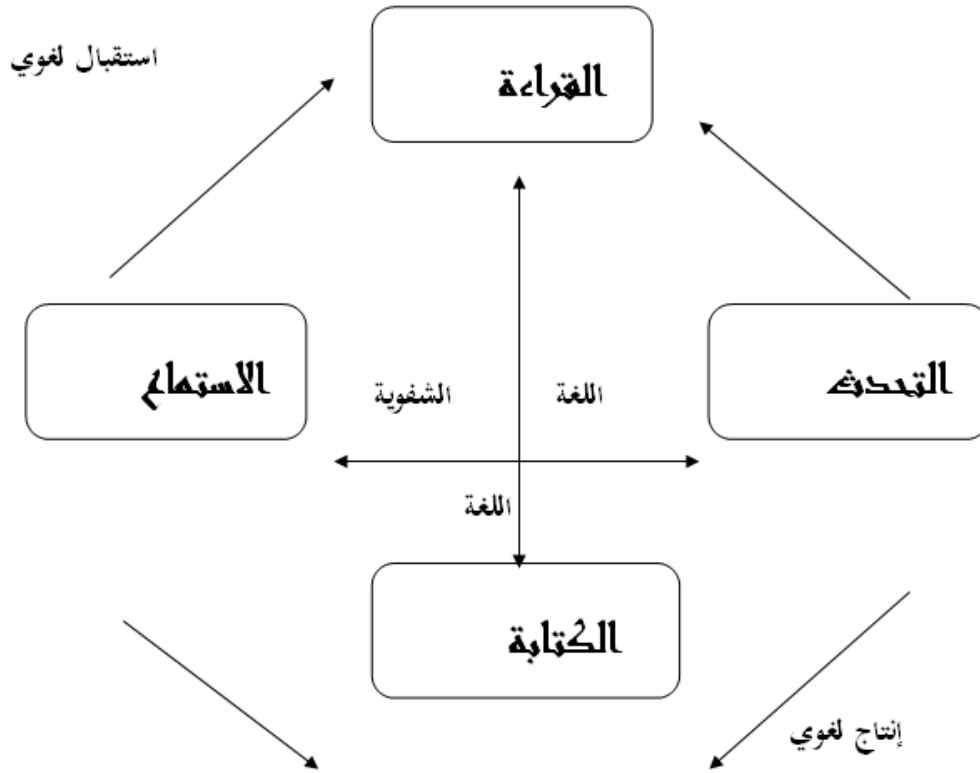 استقبال لغوي
القراءة
التحدث
الاستماع
اللغة الشفوية
اللغة
الكتابة
إنتاج لغوي